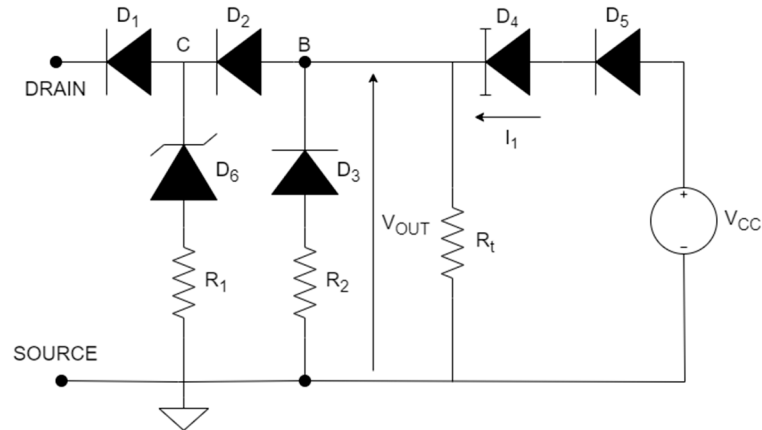 D1
D2
D4
D5
C
B
DRAIN
I1
D6
D3
VOUT
Rt
+
VCC
−
R1
R2
SOURCE